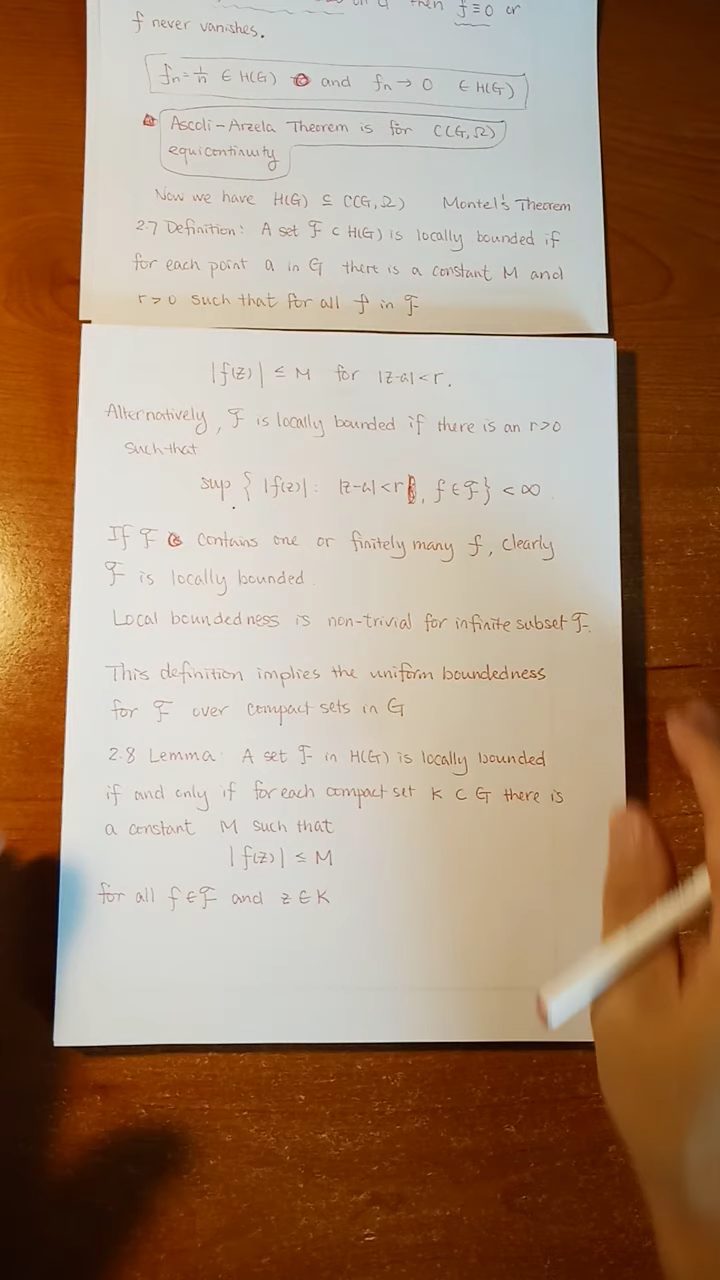 on G then f ≡ 0 or
f never vanishes.
fn = 1/n ∈ H(G) and fn → 0 ∈ H(G)
Ascoli-Arzela Theorem is for C(G, Ω)
equicontinuity
Now we have H(G) ⊆ C(G, Ω) Montel's Theorem
2.7 Definition: A set F ⊂ H(G) is locally bounded if
for each point a in G there is a constant M and
r > 0 such that for all f in F
|f(z)| ≤ M for |z-a| < r.
Alternatively, F is locally bounded if there is an r>0
such that
sup { |f(z)| : |z-a| < r, f ∈ F } < ∞.
If F contains one or finitely many f, clearly
F is locally bounded.
Local boundedness is non-trivial for infinite subset F.
This definition implies the uniform boundedness
for F over compact sets in G
2.8 Lemma: A set F in H(G) is locally bounded
if and only if for each compact set K ⊂ G there is
a constant M such that
|f(z)| ≤ M
for all f ∈ F and z ∈ K